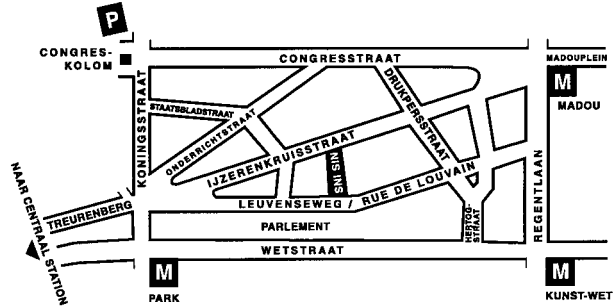 P
CONGRES-
KOLOM
CONGRESSTRAAT
MADOUPLEIN
M
MADOU
KONINGSSTRAAT
STAATSBLADSTRAAT
ONDERRICHTSTRAAT
DRUKPERSSTRAAT
IJZERENKRUISSTRAAT
NIS INS
LEUVENSEWEG / RUE DE LOUVAIN
REGENTLAAN
HERTOG-
STRAAT
TREURENBERG
PARLEMENT
NAAR CENTRAAL STATION
WETSTRAAT
M
PARK
M
KUNST-WET